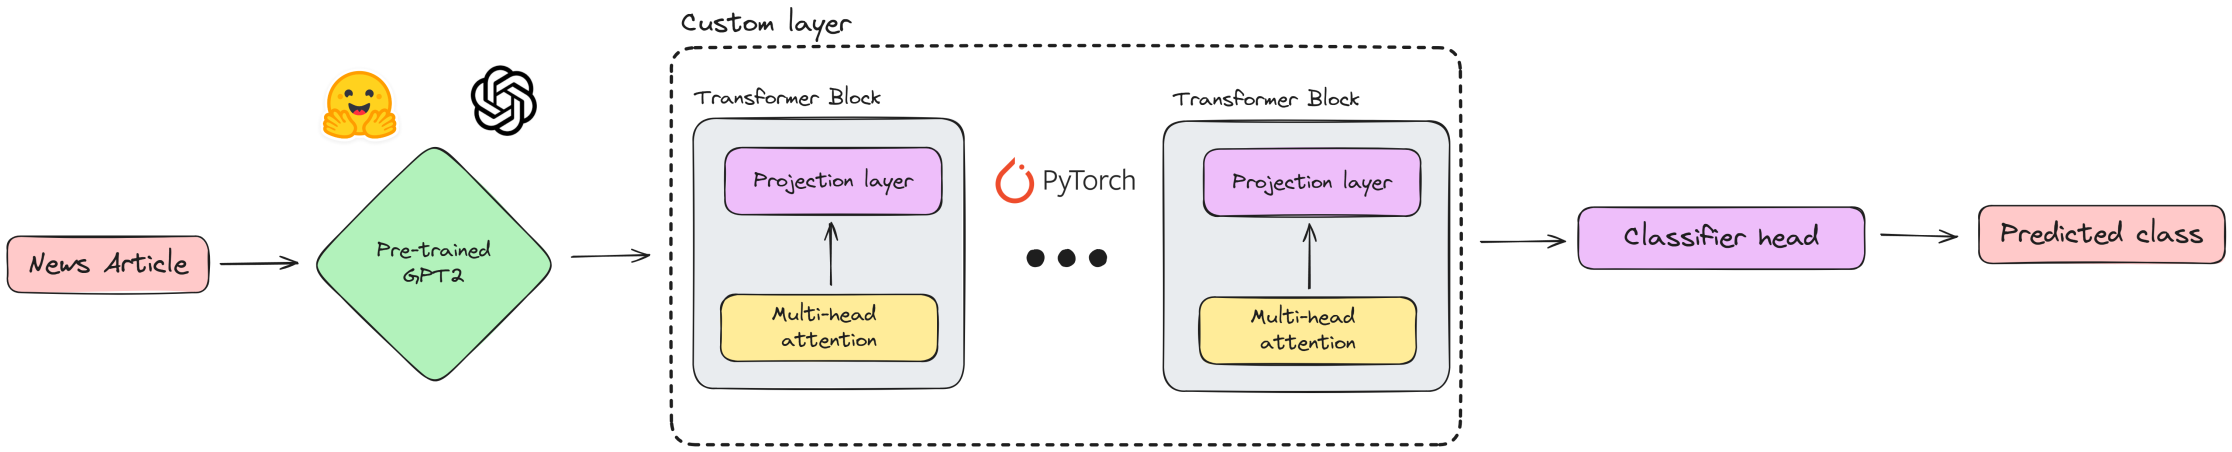 Custom layer
Transformer Block
Transformer Block
Projection layer
PyTorch
Projection layer
News Article
Pre-trained
GPT2
Multi-head
attention
Multi-head
attention
Classifier head
Predicted class